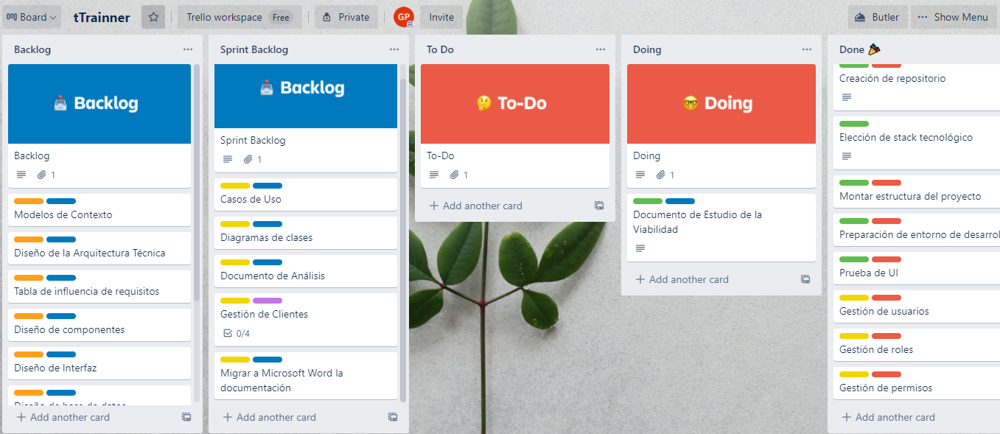 Board
tTrainner
Trello workspace Free
Private
GP
Invite
Butler
Show Menu
Backlog
Backlog
Backlog
1
Modelos de Contexto
Diseño de la Arquitectura Técnica
Tabla de influencia de requisitos
Diseño de componentes
Diseño de Interfaz
Diseño de base de datos
Add another card
Sprint Backlog
Backlog
Sprint Backlog
1
Casos de Uso
Diagramas de clases
Documento de Análisis
Gestión de Clientes
0/4
Migrar a Microsoft Word la
documentación
Add another card
To Do
To-Do
To-Do
1
Add another card
Doing
Doing
Doing
1
Documento de Estudio de la
Viabilidad
Add another card
Done
Creación de repositorio
Elección de stack tecnológico
Montar estructura del proyecto
Preparación de entorno de desarrol
Prueba de UI
Gestión de usuarios
Gestión de roles
Gestión de permisos
Add another card